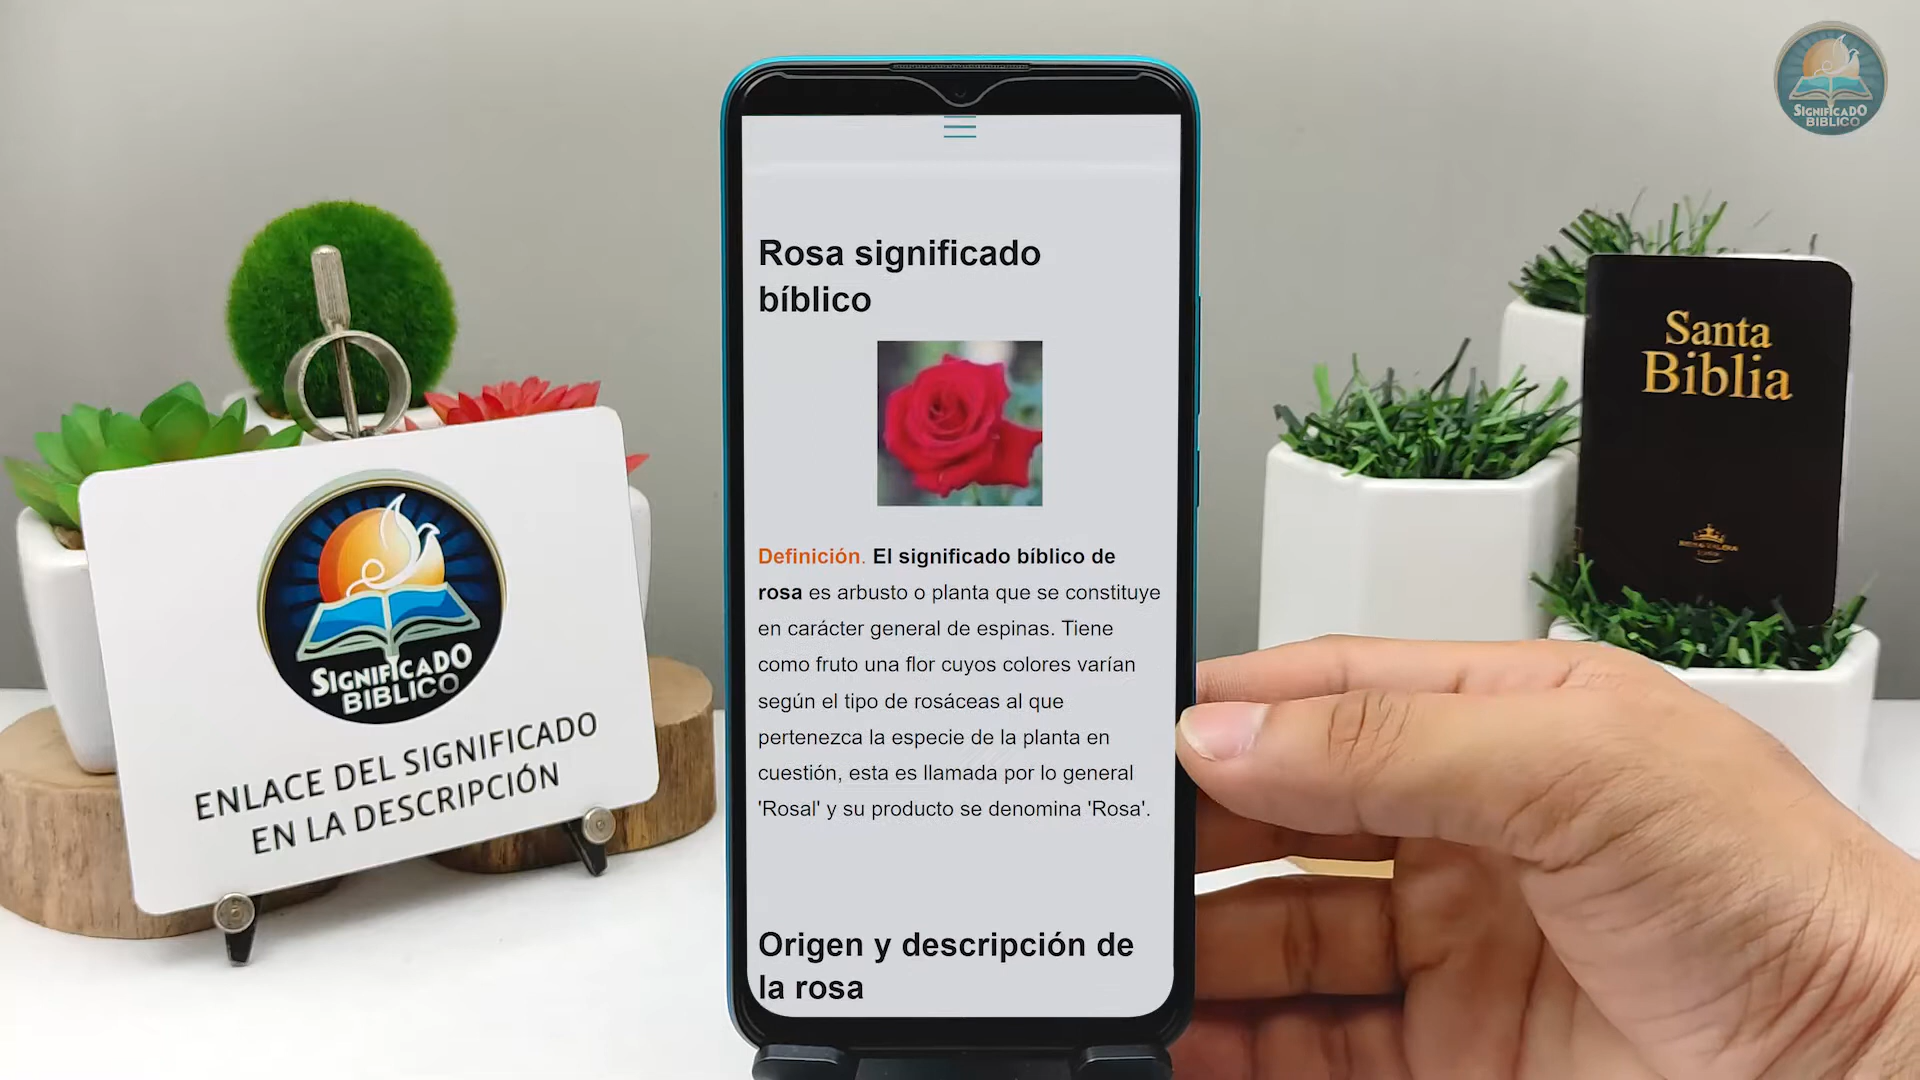 SIGNIFICADO
BIBLICO
Rosa significado
bíblico
Definición. El significado bíblico de
rosa es arbusto o planta que se constituye
en carácter general de espinas. Tiene
como fruto una flor cuyos colores varían
según el tipo de rosáceas al que
pertenezca la especie de la planta en
cuestión, esta es llamada por lo general
'Rosal' y su producto se denomina 'Rosa'.
Origen y descripción de
la rosa
SIGNIFICADO
BIBLICO
ENLACE DEL SIGNIFICADO
EN LA DESCRIPCIÓN
Santa
Biblia